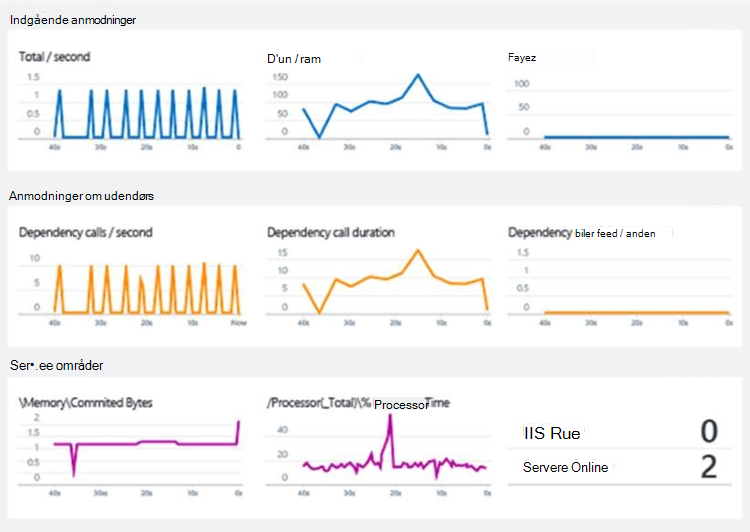 Indgående anmodninger
Total / second
D'un / ram
Fayez
1.5
1
0.5
0
40s 30s 20s 10s 0
150
100
50
0
40s 30s 20s 10s 0s
100
50
0
40s 30s 20s 10s 0s
Anmodninger om udendørs
Dependency calls / second
Dependency call duration
Dependency biler feed / anden
10
5
0
40s 30s 20s 10s Now
15
10
5
0
40s 30s 20s 10s 0s
1.5
1
0.5
0
40s 30s 20s 10s 0s
Ser•.ee områder
\Memory\Commited Bytes
/Processor(_Total)\% Processor Time
2
1.5
1
0.5
0
40s 30s 20s 10s 0s
40
20
0
40s 30s 20s 10s 0s
IIS Rue 0
Servere Online 2